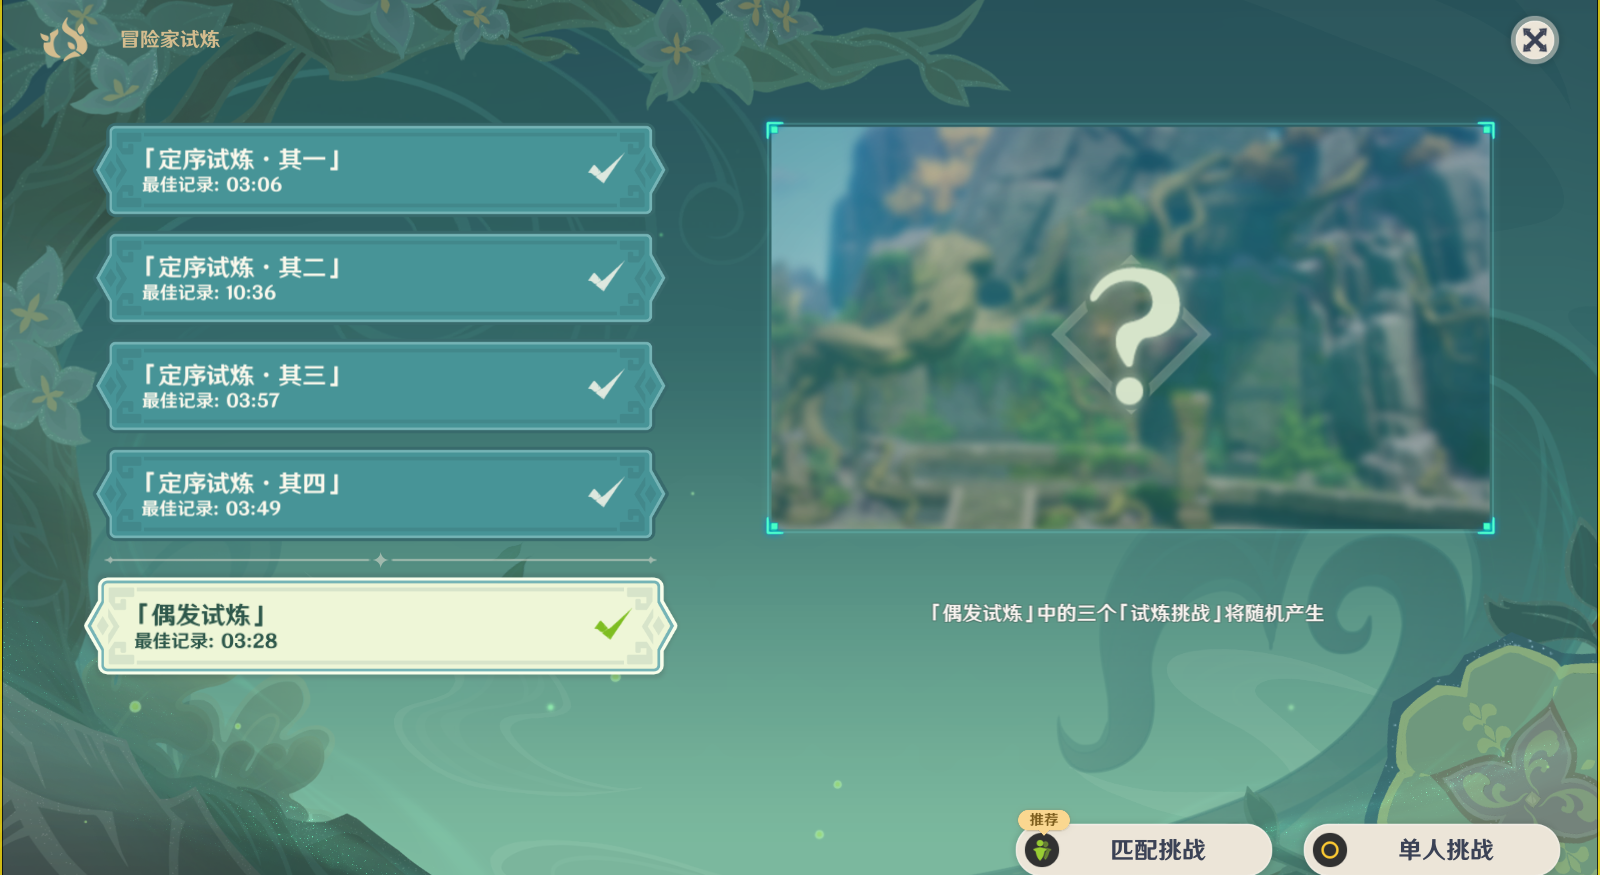 冒险家试炼
「定序试炼·其一」
最佳记录: 03:06
「定序试炼·其二」
最佳记录: 10:36
「定序试炼·其三」
最佳记录: 03:57
「定序试炼·其四」
最佳记录: 03:49
「偶发试炼」
最佳记录: 03:28
?
「偶发试炼」中的三个「试炼挑战」将随机产生
推荐
匹配挑战
单人挑战